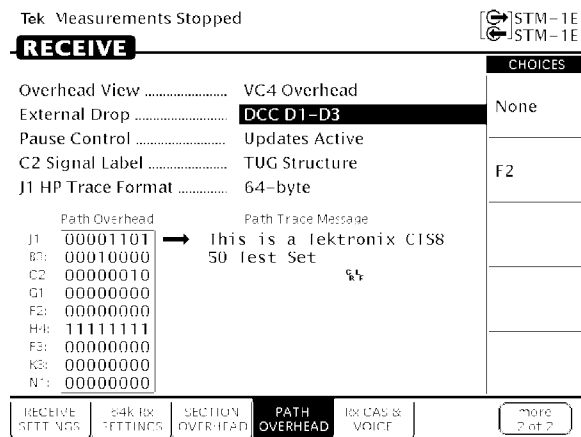 Tek Measurements Stopped
STM-1E
STM-1E
RECEIVE
CHOICES
Overhead View ........................ VC4 Overhead
External Drop ........................... DCC D1-D3
Pause Control ........................... Updates Active
C2 Signal Label ....................... TUG Structure
J1 HP Trace Format .............. 64-byte
None
F2
Path Overhead Path Trace Message
J1 00001101 This is a Tektronix CTS8
B3: 00010000 50 Test Set
CR LF
C2 00000010
G1 00000000
F2: 00000000
H4: 11111111
F3: 00000000
K3: 00000000
N1: 00000000
RECEIVE SETTINGS
64k Rx SETTINGS
SECTION OVERHEAD
PATH OVERHEAD
Rx CAS & VOICE
more 2 of 2